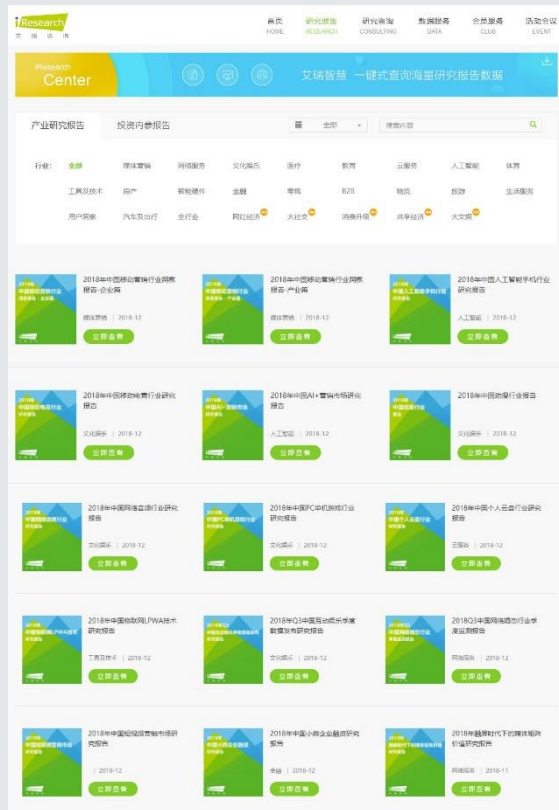 iResearch
艾 瑞 咨 询
首页 研究报告 研究咨询 数据服务 会员服务 活动会议
HOME RESEARCH CONSULTING DATA CLUB EVENT
iResearch
Center
艾瑞智慧 一键式查询海量研究报告数据
产业研究报告 投资内参报告 全部 搜索内容
行业: 全部 媒体营销 网络服务 文化娱乐 医疗 教育 云服务 人工智能 体育
工具及技术 房产 智能硬件 金融 零售 B2B 物流 旅游 生活服务
用户洞察 汽车及出行 全行业 网红经济 大社交 消费升级 共享经济 大文娱
2018年中国移动营销行业洞察
报告-企业篇
媒体营销 | 2018-12
立即查看
2018年中国移动营销行业洞察
报告-产业篇
媒体营销 | 2018-12
立即查看
2018年中国人工智能手机行业
研究报告
人工智能 | 2018-12
立即查看
2018年中国移动电竞行业研究
报告
文化娱乐 | 2018-12
立即查看
2018年中国AI+营销市场研究
报告
人工智能 | 2018-12
立即查看
文化娱乐 | 2018-12
立即查看
2018年中国网络音频行业研究
报告
文化娱乐 | 2018-12
立即查看
2018年中国PC单机游戏行业
研究报告
文化娱乐 | 2018-12
立即查看
2018年中国个人云盘行业研究
报告
云服务 | 2018-12
立即查看
2018年中国物联网LPWA技术
研究报告
工具及技术 | 2018-12
立即查看
2018年Q3中国互动娱乐季度
数据发布研究报告
文化娱乐 | 2018-12
立即查看
2018Q3中国网络婚恋行业季
度监测报告
网络服务 | 2018-12
立即查看
2018年中国短视频营销市场研
究报告
| 2018-12
立即查看
2018年中国小微企业融资研究
报告
金融 | 2018-12
立即查看
2018年融屏时代下的媒体矩阵
价值研究报告
网络服务 | 2018-11
立即查看